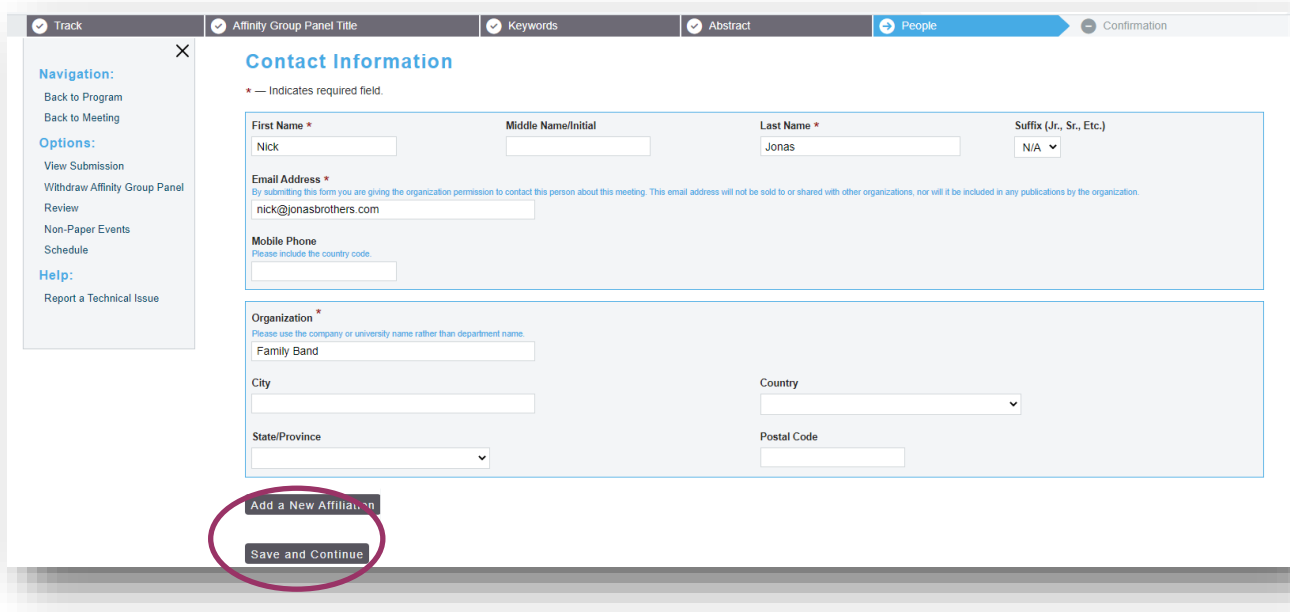 Track Affinity Group Panel Title Keywords Abstract People Confirmation
Navigation:
Back to Program
Back to Meeting
Options:
View Submission
Withdraw Affinity Group Panel
Review
Non-Paper Events
Schedule
Help:
Report a Technical Issue
Contact Information
* — Indicates required field.
First Name * Middle Name/Initial Last Name * Suffix (Jr., Sr., Etc.)
Nick Jonas N/A
Email Address *
By submitting this form you are giving the organization permission to contact this person about this meeting. This email address will not be sold to or shared with other organizations, nor will it be included in any publications by the organization.
nick@jonasbrothers.com
Mobile Phone
Please include the country code.
Organization *
Please use the company or university name rather than department name.
Family Band
City Country
State/Province Postal Code
Add a New Affiliation
Save and Continue